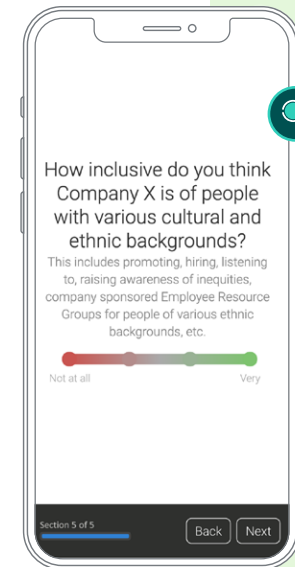 How inclusive do you think
Company X is of people
with various cultural and
ethnic backgrounds?
This includes promoting, hiring, listening
to, raising awareness of inequities,
company sponsored Employee Resource
Groups for people of various ethnic
backgrounds, etc.
Not at all Very
Section 5 of 5 Back Next